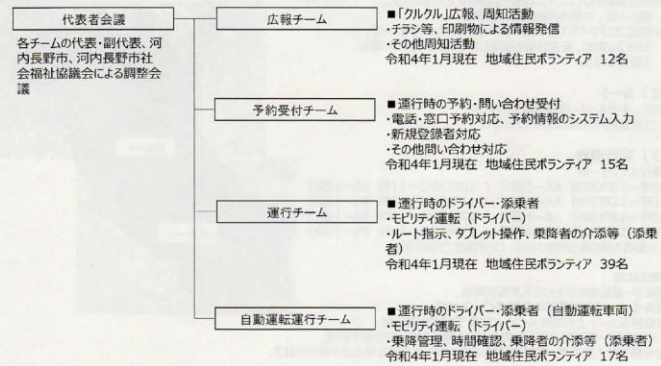 代表者会議
各チームの代表・副代表、河
内長野市、河内長野市社
会福祉協議会による調整会
議
広報チーム
■「クルクル」広報、周知活動
・チラシ等、印刷物による情報発信
・その他周知活動
令和4年1月現在 地域住民ボランティア 12名
予約受付チーム
■運行時の予約・問い合わせ受付
・電話・窓口予約対応、予約情報のシステム入力
・新規登録者対応
・その他問い合わせ対応
令和4年1月現在 地域住民ボランティア 15名
運行チーム
■運行時のドライバー・添乗者
・モビリティ運転（ドライバー）
・ルート指示、タブレット操作、乗降者の介添等（添乗
者）
令和4年1月現在 地域住民ボランティア 39名
自動運転運行チーム
■運行時のドライバー・添乗者（自動運転車両）
・モビリティ運転（ドライバー）
・乗降管理、時間確認、乗降者の介添等（添乗者）
令和4年1月現在 地域住民ボランティア 17名